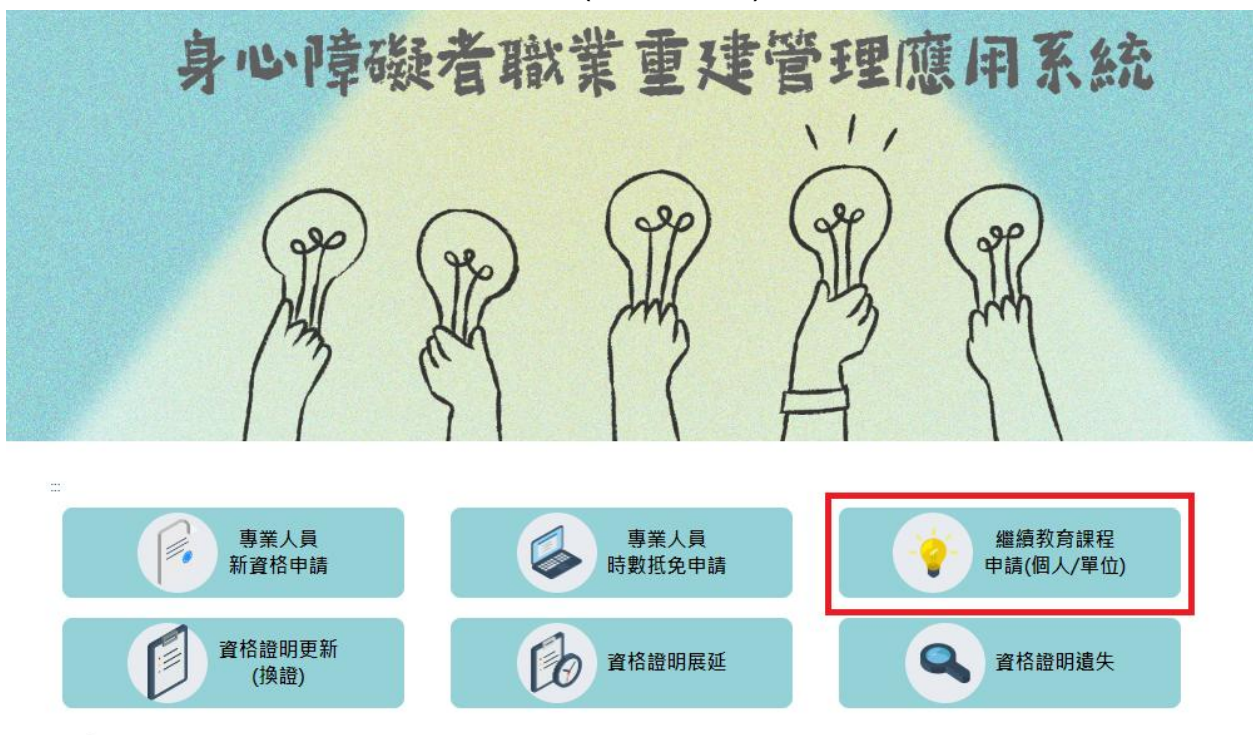 身心障礙者職業重建管理應用系統
:::
專業人員
新資格申請
專業人員
時數抵免申請
繼續教育課程
申請(個人/單位)
資格證明更新
(換證)
資格證明展延
資格證明遺失